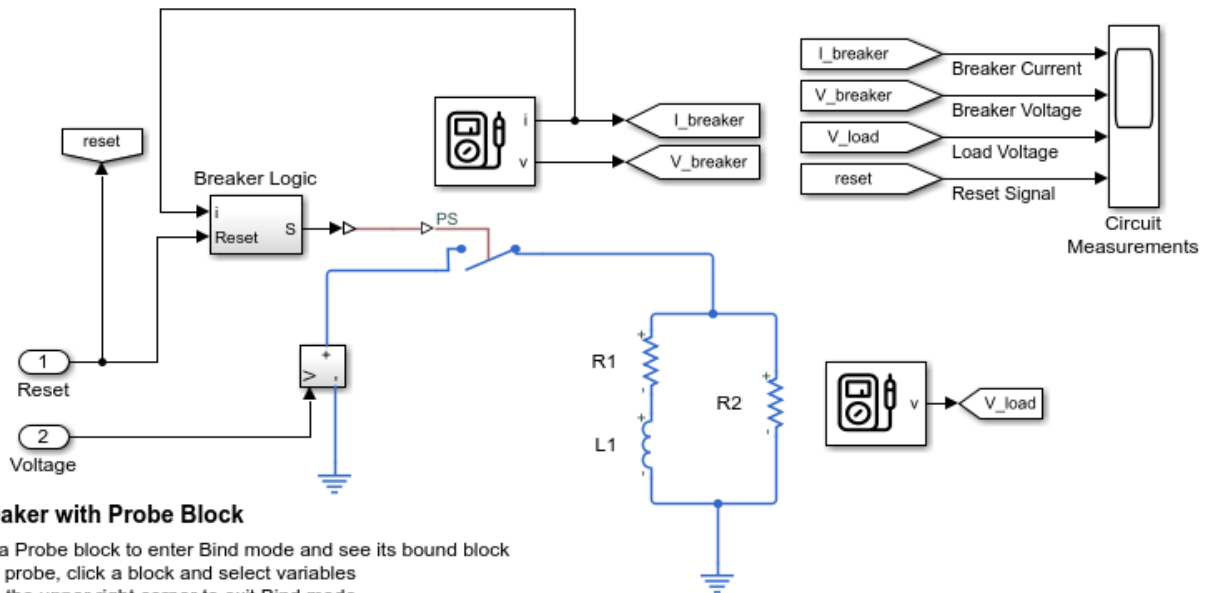 I_breaker
Breaker Current
V_breaker
Breaker Voltage
V_load
Load Voltage
reset
Reset Signal
Circuit
Measurements
i
I_breaker
v
V_breaker
reset
Breaker Logic
i
Reset
S
PS
+
-
1
Reset
2
Voltage
R1
+
-
L1
+
-
R2
+
-
v
V_load
with Probe Block
a Probe block to enter Bind mode and see its bound block
probe, click a block and select variables